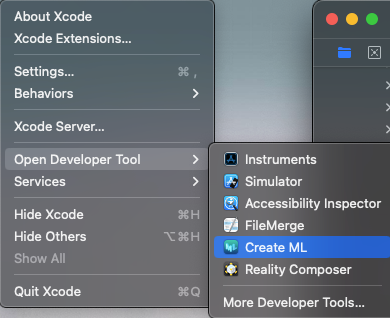 About Xcode
Xcode Extensions...
Settings... ⌘ ,
Behaviors >
Xcode Server...
Open Developer Tool >
Services >
Hide Xcode ⌘H
Hide Others ⌥⌘H
Show All
Quit Xcode ⌘Q
Instruments
Simulator
Accessibility Inspector
FileMerge
Create ML
Reality Composer
More Developer Tools...